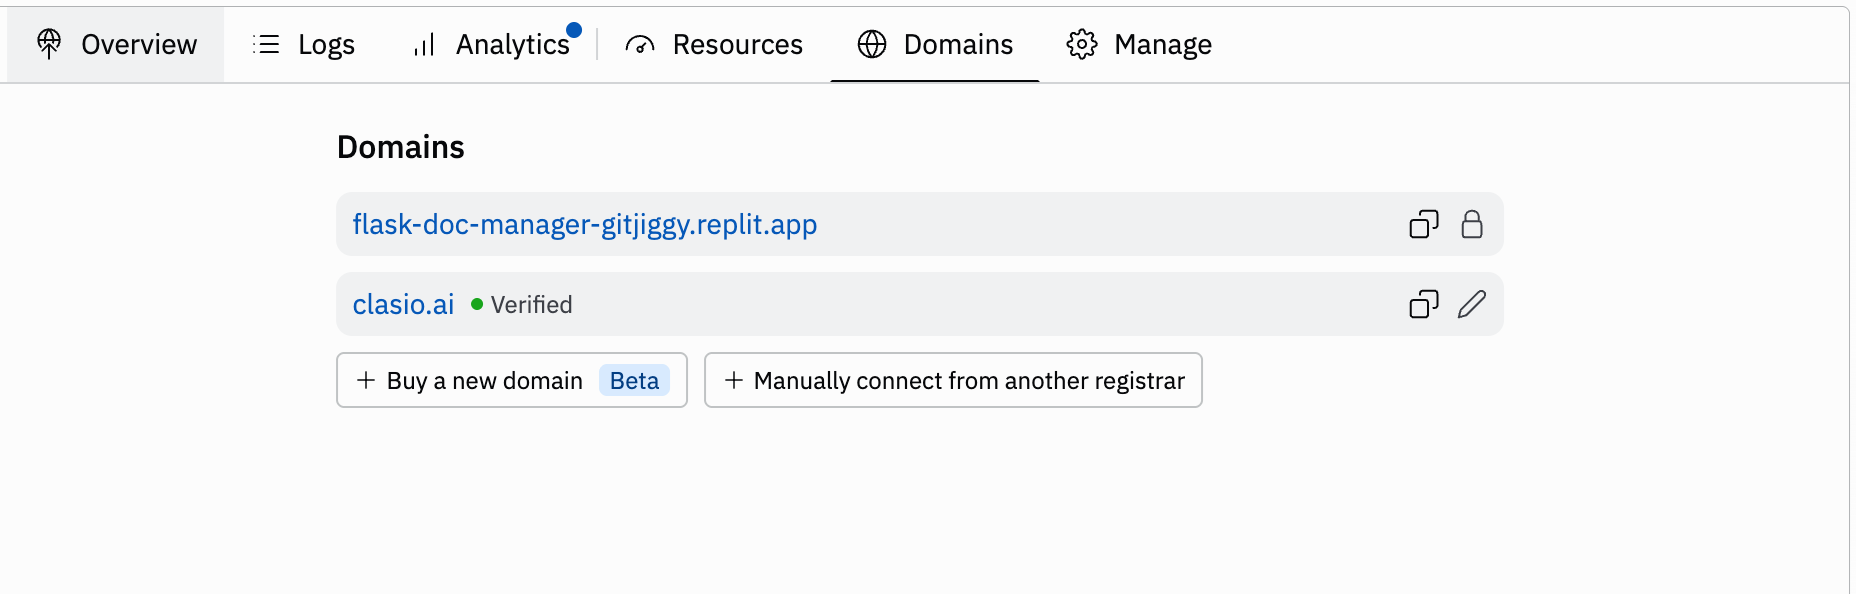 Overview Logs Analytics Resources Domains Manage
Domains
flask-doc-manager-gitjiggy.replit.app
clasio.ai Verified
+ Buy a new domain Beta + Manually connect from another registrar